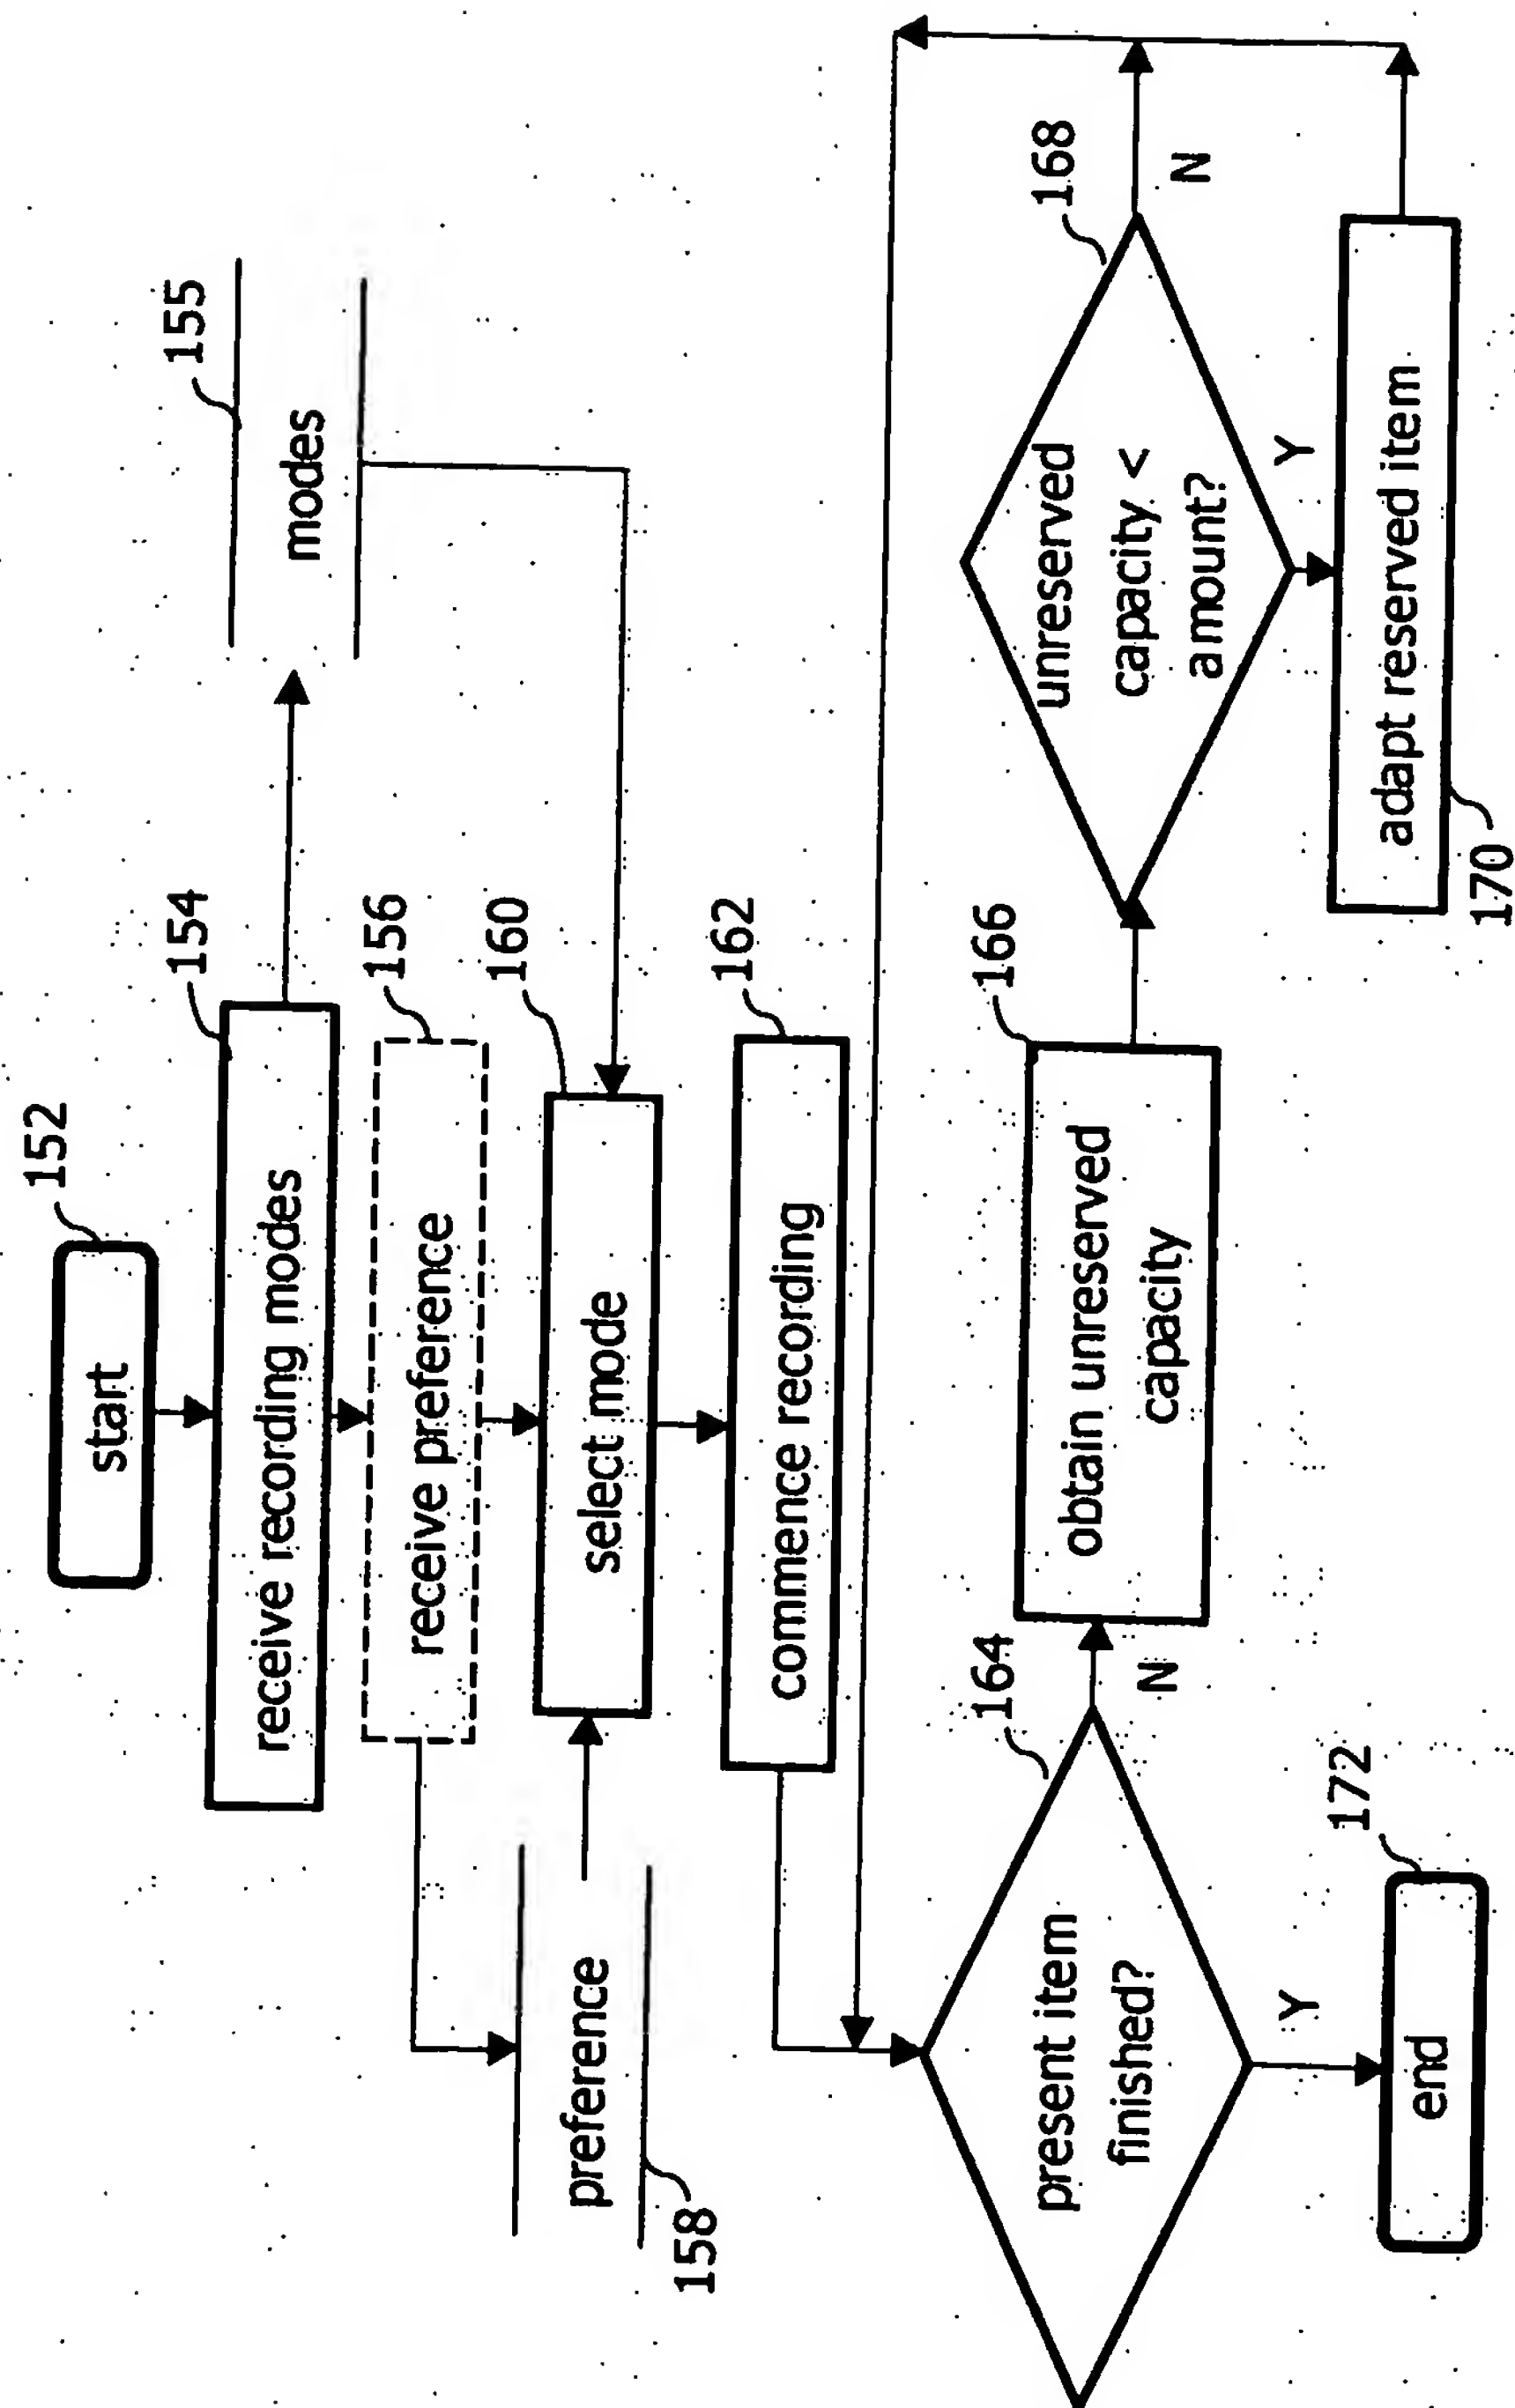 start
152
receive recording modes
154
modes
155
receive preference
156
preference
158
select mode
160
commence recording
162
present item
finished?
164
N
Y
obtain unreserved
capacity
166
unreserved
capacity <
amount?
168
N
Y
adapt reserved item
170
end
172